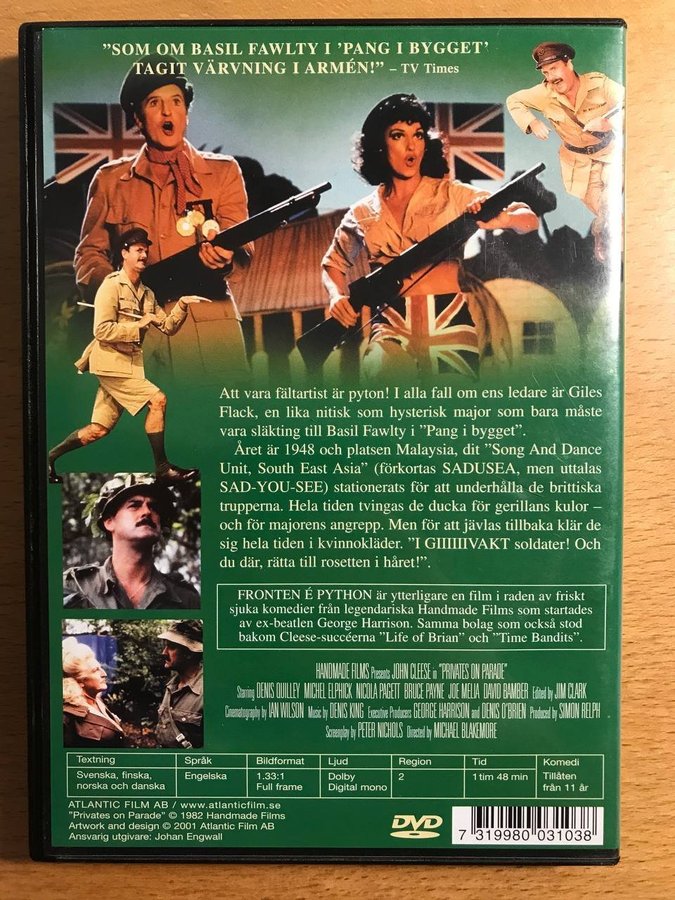 ”SOM OM BASIL FAWLTY I ’PANG I BYGGET’
TAGIT VÄRVNING I ARMÉN!” – TV Times
Att vara fältartist är pyton! I alla fall om ens ledare är Giles
Flack, en lika nitisk som hysterisk major som bara måste
vara släkting till Basil Fawlty i ”Pang i bygget”.
Året är 1948 och platsen Malaysia, dit ”Song And Dance
Unit, South East Asia” (förkortas SADUSEA, men uttalas
SAD-YOU-SEE) stationerats för att underhålla de brittiska
trupperna. Hela tiden tvingas de ducka för gerillans kulor –
och för majorens angrepp. Men för att jävlas tillbaka klär de
sig hela tiden i kvinnokläder. ”I GIIIIIIVAKT soldater! Och
du där, rätta till rosetten i håret!”.
FRONTEN É PYTHON är ytterligare en film i raden av friskt
sjuka komedier från legendariska Handmade Films som startades
av ex-beatlen George Harrison. Samma bolag som också stod
bakom Cleese-succéerna ”Life of Brian” och ”Time Bandits”.
HANDMADE FILMS Presents JOHN CLEESE in "PRIVATES ON PARADE"
Starring DENIS QUILLEY MICHEL ELPHICK NICOLA PAGETT BRUCE PAYNE JOE MELIA DAVID BAMBER Edited by JIM CLARK
Cinematography by IAN WILSON Music by DENIS KING Executive Producers GEORGE HARRISON and DENIS O'BRIEN Produced by SIMON RELPH
Screenplay by PETER NICHOLS Directed by MICHAEL BLAKEMORE
Textning Språk Bildformat Ljud Region Tid Komedi
Svenska, finska, Engelska 1.33:1 Dolby 2 1 tim 48 min Tillåten
norska och danska Full frame Digital mono från 11 år
ATLANTIC FILM AB / www.atlanticfilm.se
"Privates on Parade" © 1982 Handmade Films
Artwork and design © 2001 Atlantic Film AB
Ansvarig utgivare: Johan Engwall
DVD
7 319980 031038